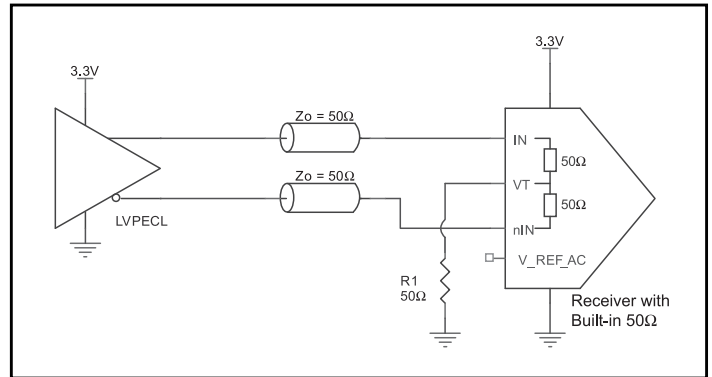 3.3V
3.3V
Zo = 50Ω
IN
50Ω
Zo = 50Ω
VT
50Ω
LVPECL
nIN
V_REF_AC
R1
50Ω
Receiver with
Built-in 50Ω